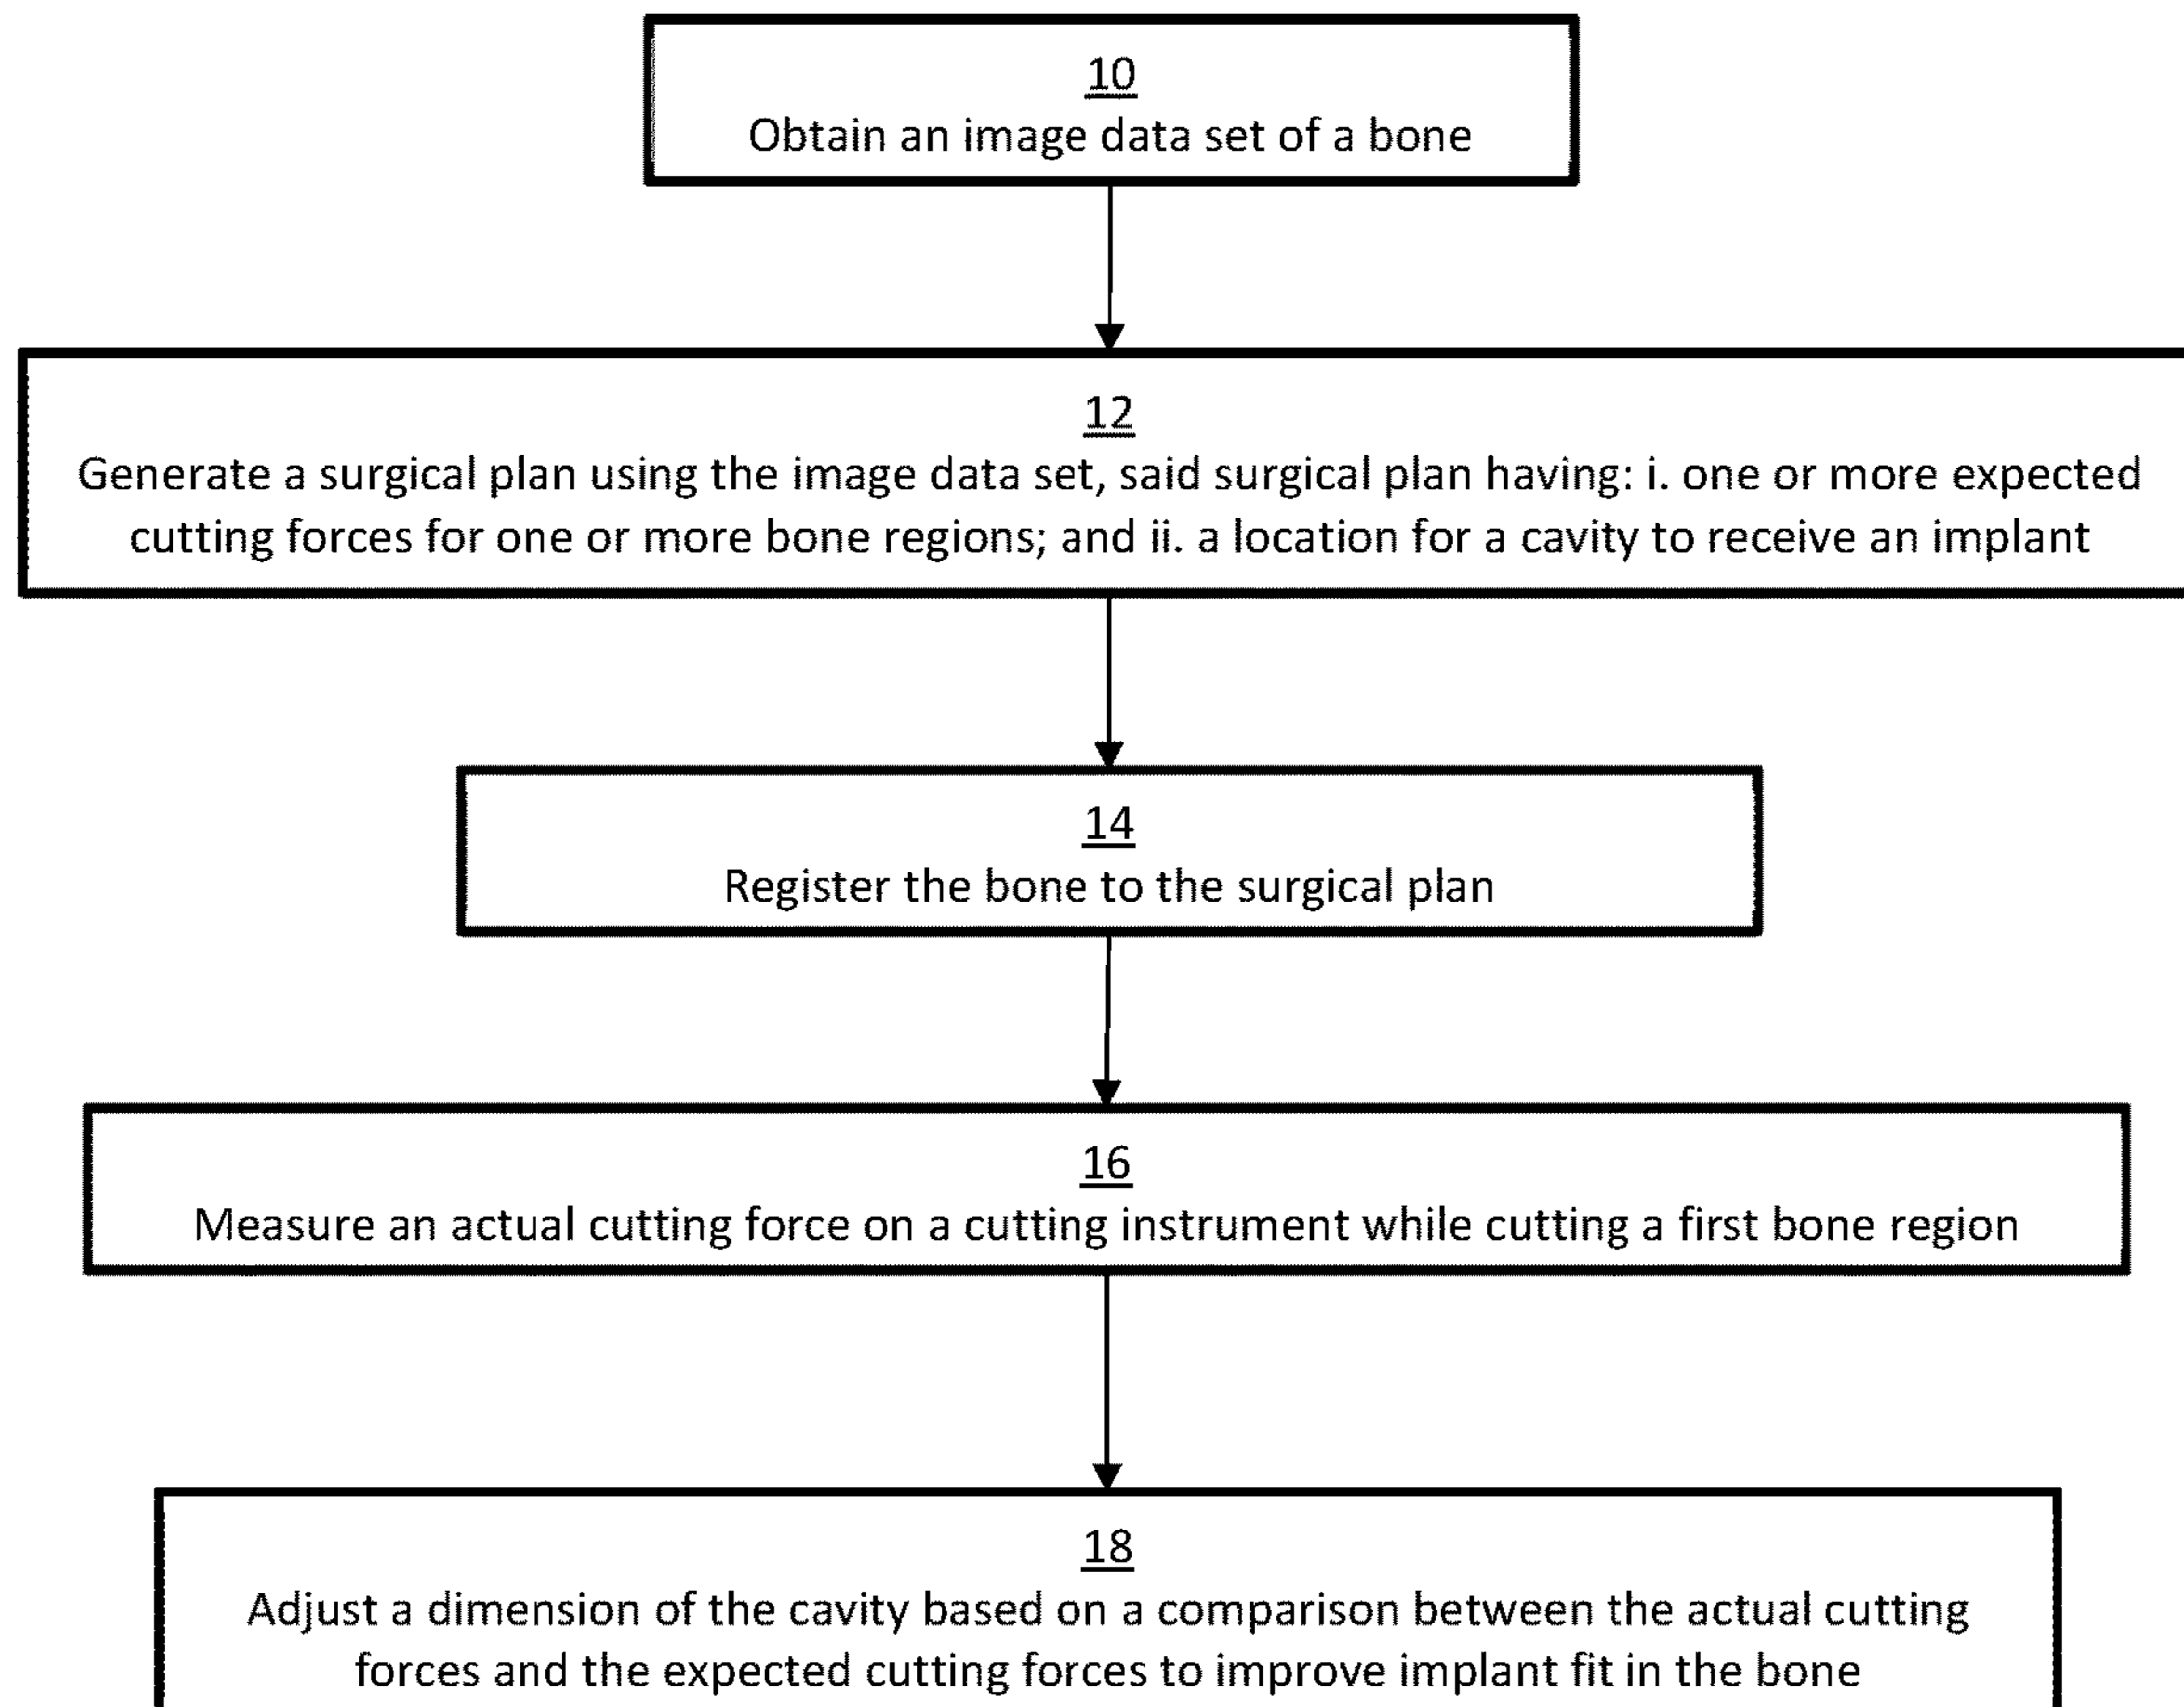 10
Obtain an image data set of a bone
12
Generate a surgical plan using the image data set, said surgical plan having: i. one or more expected
cutting forces for one or more bone regions; and ii. a location for a cavity to receive an implant
14
Register the bone to the surgical plan
16
Measure an actual cutting force on a cutting instrument while cutting a first bone region
18
Adjust a dimension of the cavity based on a comparison between the actual cutting
forces and the expected cutting forces to improve implant fit in the bone